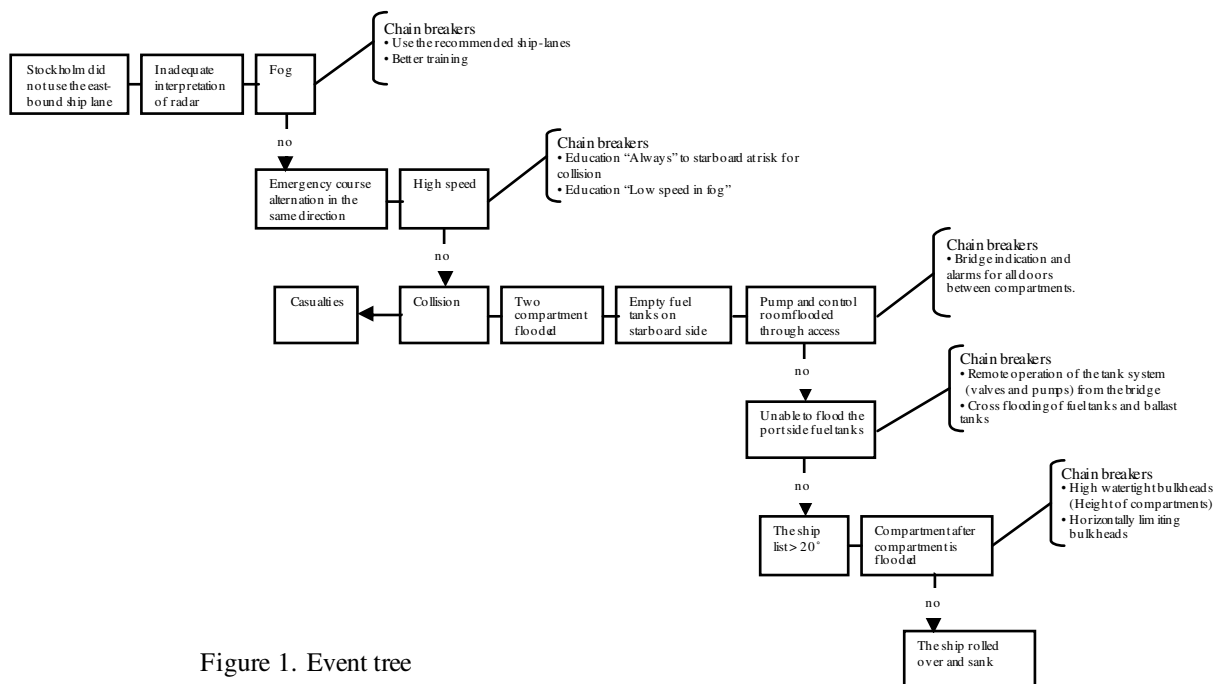 Chain breakers
• Use the recommended ship-lanes
• Better training
Stockholm did
not use the east-
bound ship lane
Inadequate
interpretation
of radar
Fog
no
Chain breakers
• Education “Always” to starboard at risk for
collision
• Education “Low speed in fog”
Emergency course
alternation in the
same direction
High speed
no
Chain breakers
• Bridge indication and
alarms for all doors
between compartments.
Casualties
Collision
Two
compartment
flooded
Empty fuel
tanks on
starboard side
Pump and control
room flooded
through access
no
Chain breakers
• Remote operation of the tank system
(valves and pumps) from the bridge
• Cross flooding of fuel tanks and ballast
tanks
Unable to flood the
port side fuel tanks
no
Chain breakers
• High watertight bulkheads
(Height of compartments)
• Horizontally limiting
bulkheads
The ship
list > 20˚
Compartment after
compartment is
flooded
no
The ship rolled
over and sank
Figure 1. Event tree